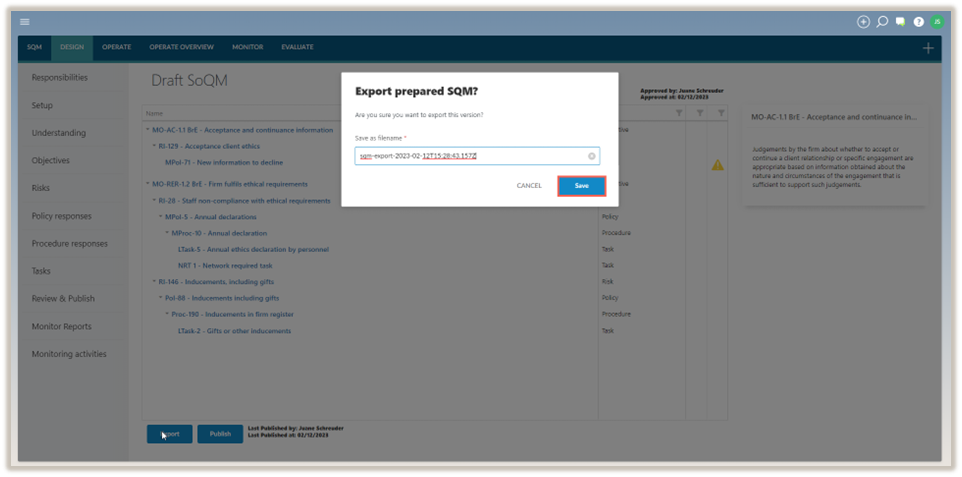 JS
SQM DESIGN OPERATE OPERATE OVERVIEW MONITOR EVALUATE
Responsibilities
Setup
Understanding
Objectives
Risks
Policy responses
Procedure responses
Tasks
Review & Publish
Monitor Reports
Monitoring activities
Draft SoQM
Approved by:
Approved at: 02/12/2023
Name
MO-AC-1.1 BrE - Acceptance and continuance information
RI-129 - Acceptance client ethics
MPol-71 - New information to decline
MO-RER-1.2 BrE - Firm fulfils ethical requirements
RI-28 - Staff non-compliance with ethical requirements
MPol-5 - Annual declarations
Policy
MProc-10 - Annual declaration
Procedure
LTask-5 - Annual ethics declaration by personnel
Task
NRT 1 - Network required task
Task
RI-146 - Inducements, including gifts
Risk
Pol-88 - Inducements including gifts
Policy
Proc-190 - Inducements in firm register
Procedure
LTask-2 - Gifts or other inducements
Task
Export prepared SQM?
Are you sure you want to export this version?
Save as filename *
sqm-export-2023-02-12T15:28:43.157Z
CANCEL Save
MO-AC-1.1 BrE - Acceptance and continuance in...
Judgements by the firm about whether to accept or
continue a client relationship or specific engagement are
appropriate based on information obtained about the
nature and circumstances of the engagement that is
sufficient to support such judgements.
Publish
Last Published by:
Last Published at: 02/12/2023